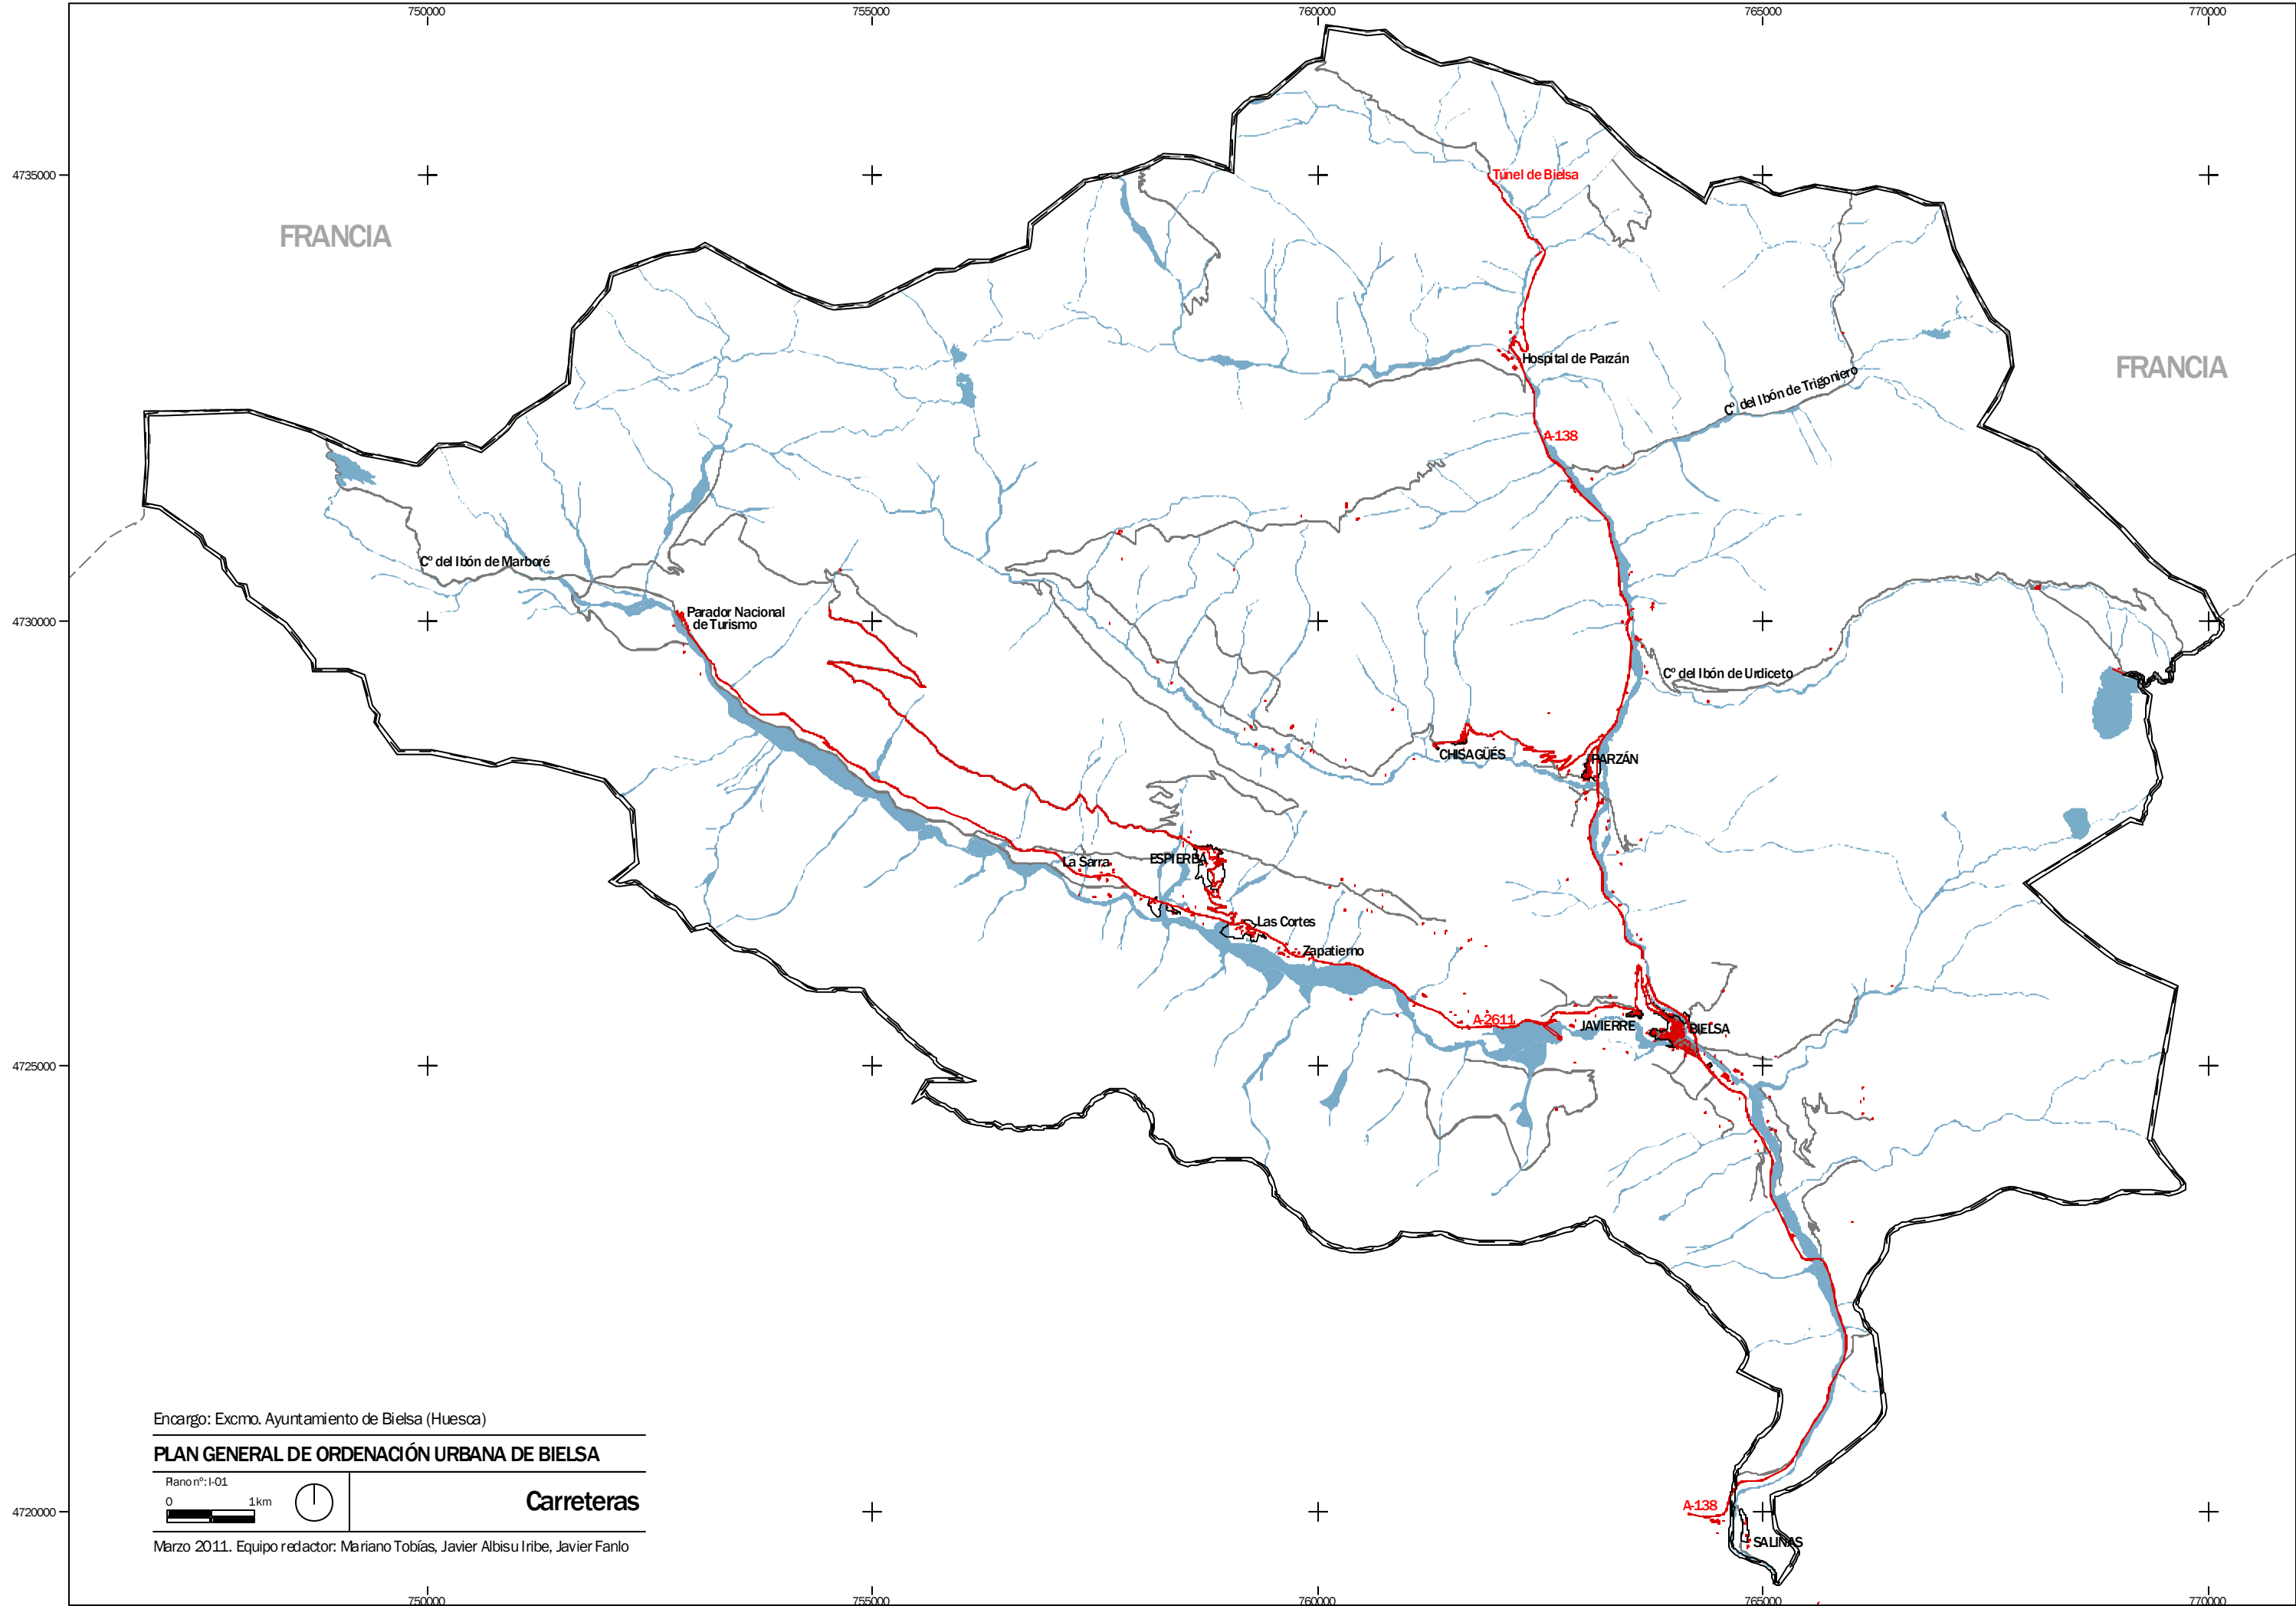 750000
755000
760000
765000
770000
4735000
Túnel de Bielsa
FRANCIA
Hospital de Parzán
FRANCIA
Cº del Ibón de Trigoniero
A-138
Cº del Ibón de Marboré
Parador Nacional
de Turismo
4730000
Cº del Ibón de Urdiceto
CHISAGÜÉS
PARZÁN
La Sarra
ESPIERBA
Las Cortes
Zapatierno
A-2611
JAVIERRE
BIELSA
4725000
Encargo: Excmo. Ayuntamiento de Bielsa (Huesca)
PLAN GENERAL DE ORDENACIÓN URBANA DE BIELSA
Plano nº: I-01
0 1km
Carreteras
A-138
4720000
SALINAS
Marzo 2011. Equipo redactor: Mariano Tobías, Javier Albisu Iribe, Javier Fanlo
750000
755000
760000
765000
770000